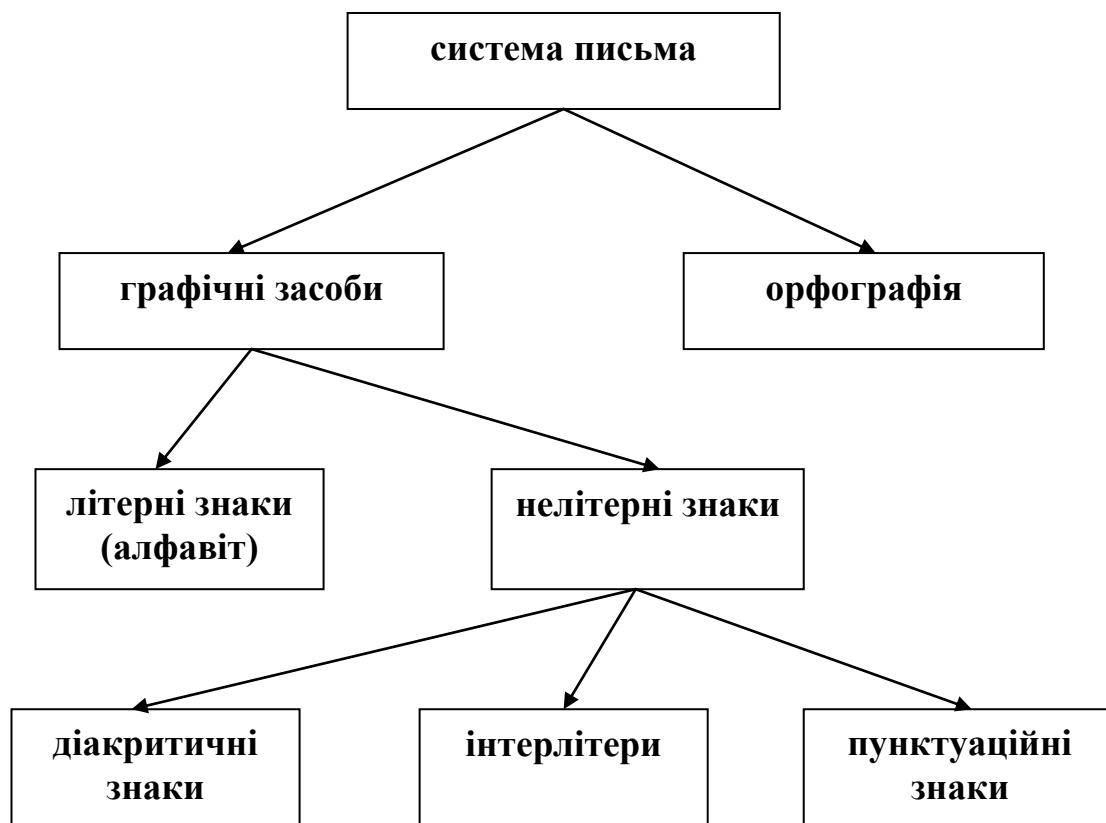 система письма
графічні засоби
орфографія
літерні знаки
(алфавіт)
нелітерні знаки
діакритичні
знаки
інтерлітери
пунктуаційні
знаки